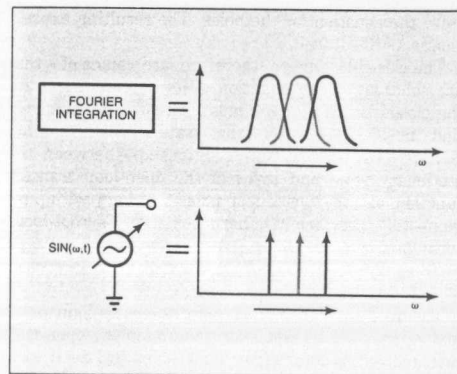 FOURIER
INTEGRATION
=
ω
SIN(ω,t)
=
ω